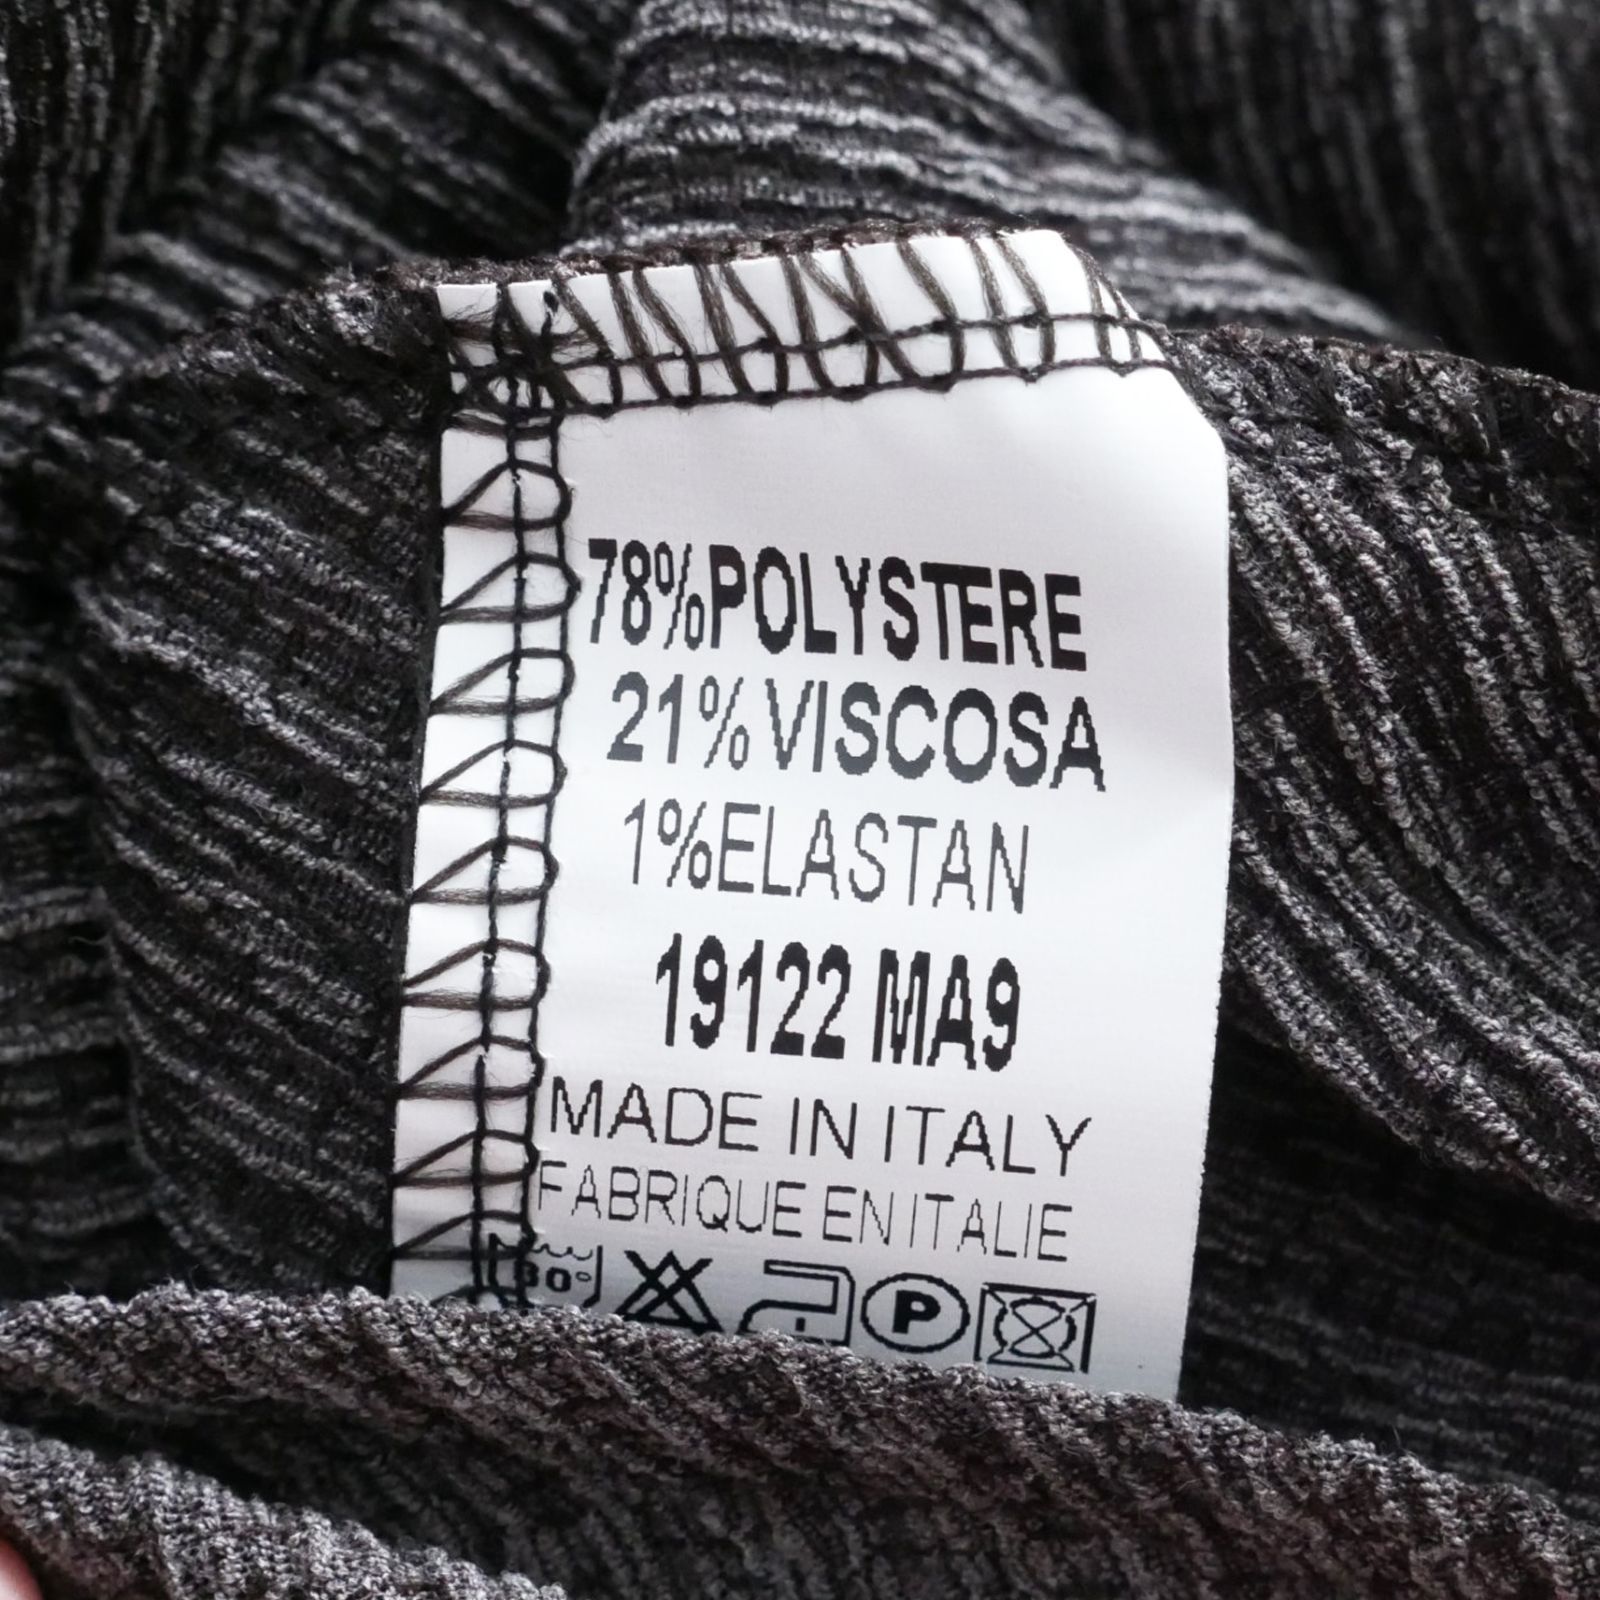 78%POLYSTERE
21%VISCOSA
1%ELASTAN
19122 MA9
MADE IN ITALY
FABRIQUE EN ITALIE
30° P